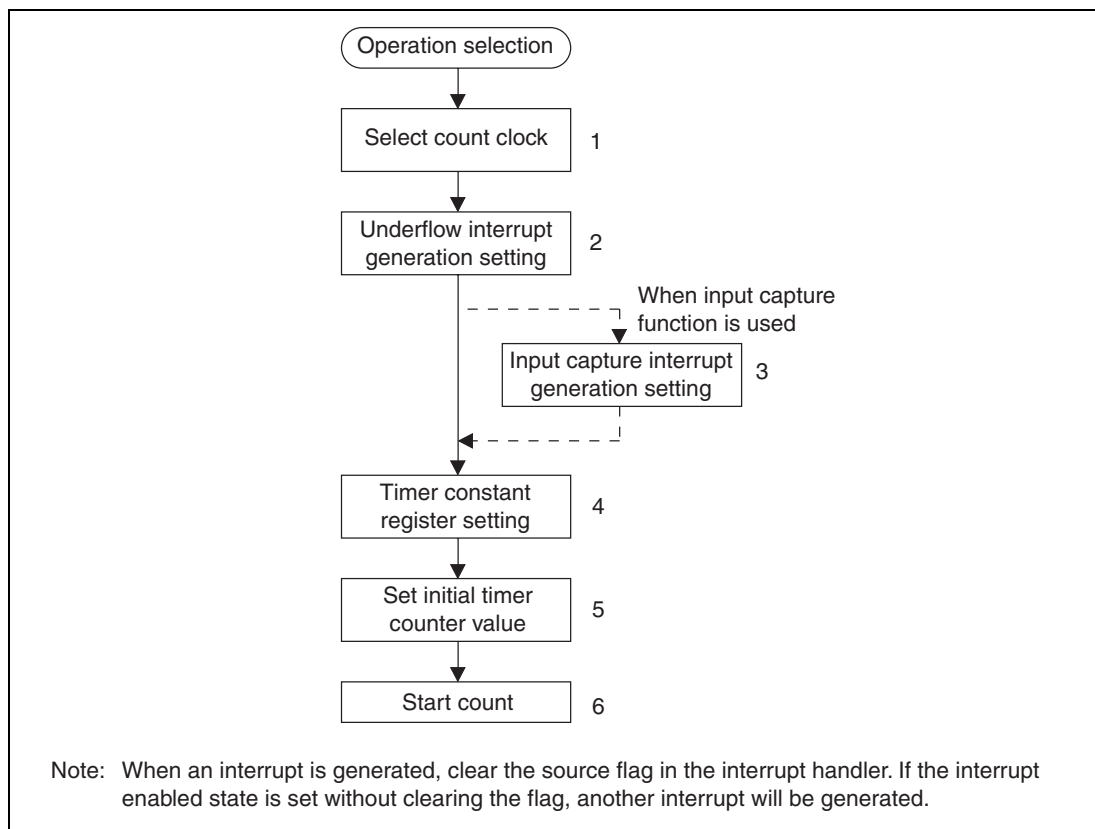 Operation selection
Select count clock
1
Underflow interrupt
generation setting
2
When input capture
function is used
Input capture interrupt
generation setting
3
Timer constant
register setting
4
Set initial timer
counter value
5
Start count
6
Note: When an interrupt is generated, clear the source flag in the interrupt handler. If the interrupt
enabled state is set without clearing the flag, another interrupt will be generated.